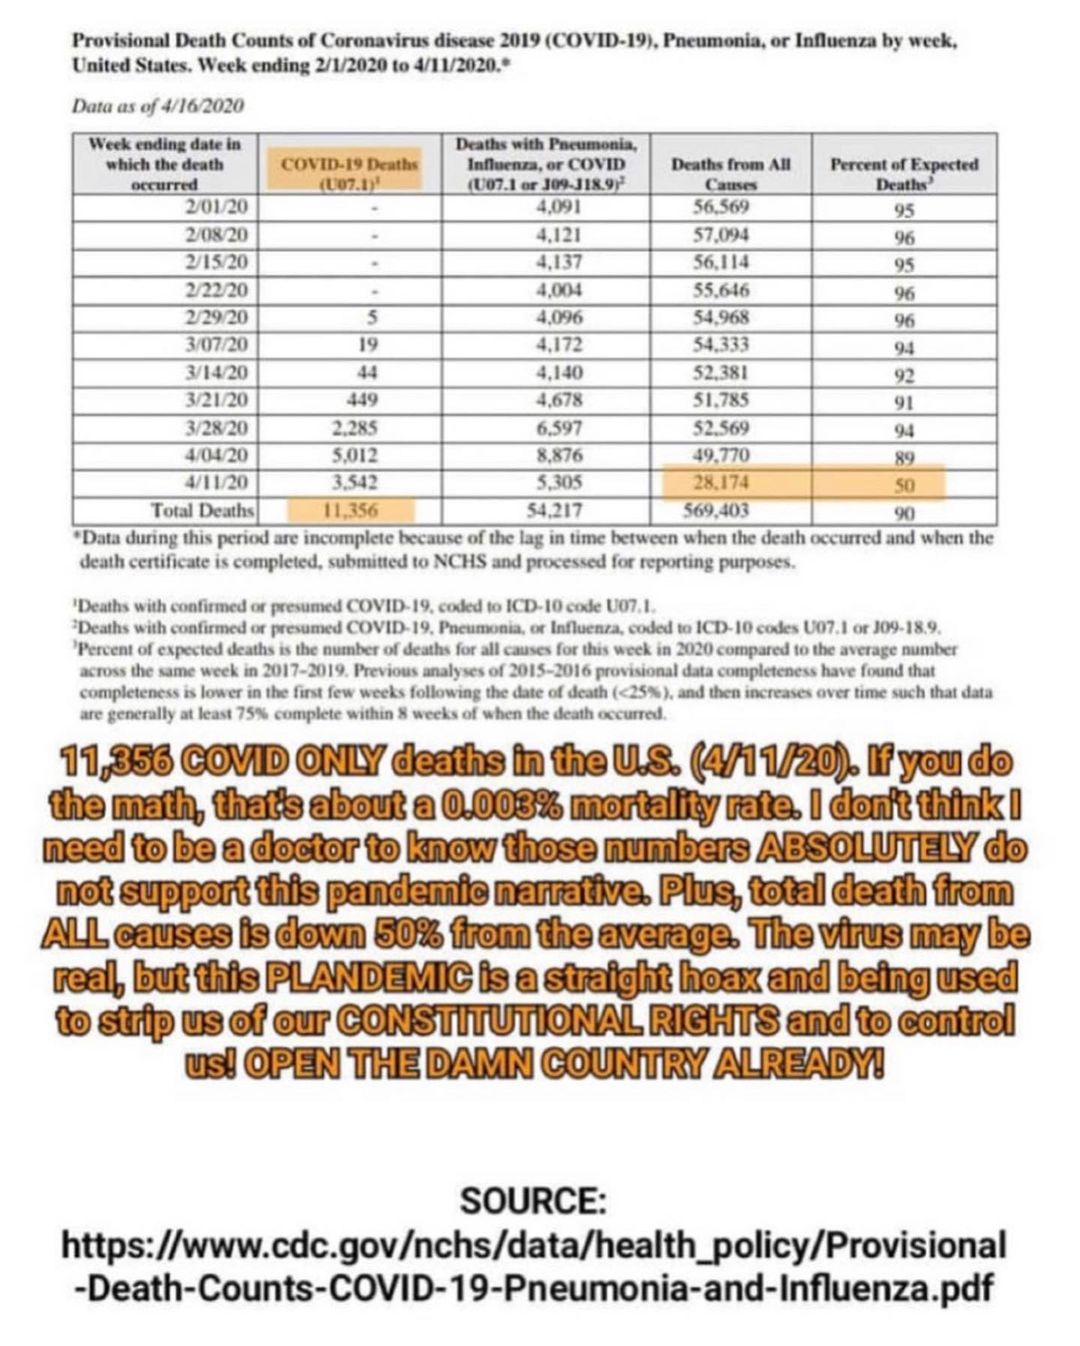 Provisional Death Counts of Coronavirus disease 2019 (COVID-19), Pneumonia, or Influenza by week,
United States. Week ending 2/1/2020 to 4/11/2020.*
Data as of 4/16/2020
Week ending date in which the death occurred | COVID-19 Deaths (U07.1)¹ | Deaths with Pneumonia, Influenza, or COVID (U07.1 or J09-J18.9)² | Deaths from All Causes | Percent of Expected Deaths³
2/01/20 | - | 4,091 | 56,569 | 95
2/08/20 | - | 4,121 | 57,094 | 96
2/15/20 | - | 4,137 | 56,114 | 95
2/22/20 | - | 4,004 | 55,646 | 96
2/29/20 | 5 | 4,096 | 54,968 | 96
3/07/20 | 19 | 4,172 | 54,333 | 94
3/14/20 | 44 | 4,140 | 52,381 | 92
3/21/20 | 449 | 4,678 | 51,785 | 91
3/28/20 | 2,285 | 6,597 | 52,569 | 94
4/04/20 | 5,012 | 8,876 | 49,770 | 89
4/11/20 | 3,542 | 5,305 | 28,174 | 50
Total Deaths | 11,356 | 54,217 | 569,403 | 90
*Data during this period are incomplete because of the lag in time between when the death occurred and when the
death certificate is completed, submitted to NCHS and processed for reporting purposes.
¹Deaths with confirmed or presumed COVID-19, coded to ICD-10 code U07.1.
²Deaths with confirmed or presumed COVID-19, Pneumonia, or Influenza, coded to ICD-10 codes U07.1 or J09-18.9.
³Percent of expected deaths is the number of deaths for all causes for this week in 2020 compared to the average number
across the same week in 2017–2019. Previous analyses of 2015–2016 provisional data completeness have found that
completeness is lower in the first few weeks following the date of death (<25%), and then increases over time such that data
are generally at least 75% complete within 8 weeks of when the death occurred.
11,356 COVID ONLY deaths in the U.S. (4/11/20). If you do
the math, that's about a 0.003% mortality rate. I don't think I
need to be a doctor to know those numbers ABSOLUTELY do
not support this pandemic narrative. Plus, total death from
ALL causes is down 50% from the average. The virus may be
real, but this PLANDEMIC is a straight hoax and being used
to strip us of our CONSTITUTIONAL RIGHTS and to control
us! OPEN THE DAMN COUNTRY ALREADY!
SOURCE:
https://www.cdc.gov/nchs/data/health_policy/Provisional
-Death-Counts-COVID-19-Pneumonia-and-Influenza.pdf